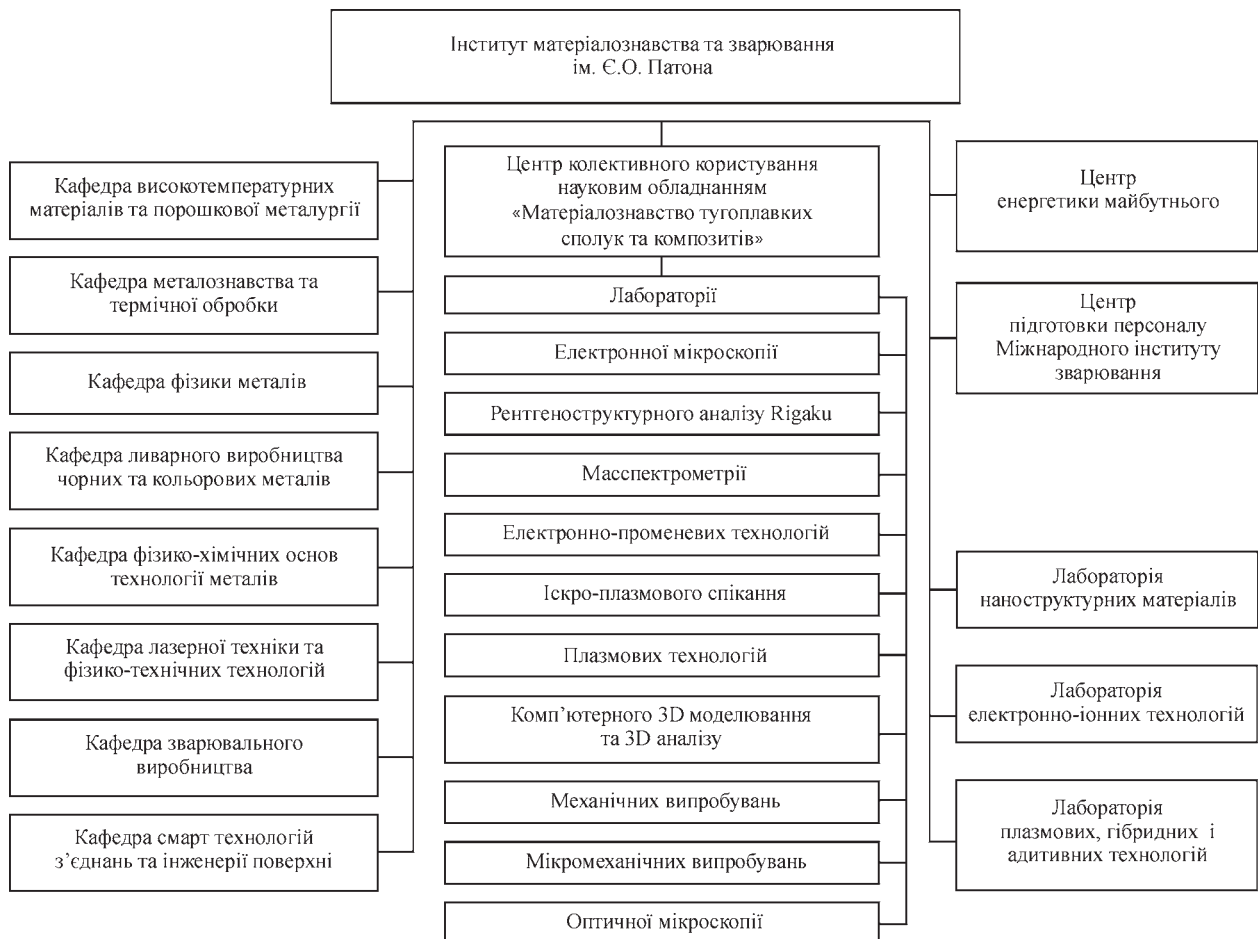 Інститут матеріалознавства та зварювання
ім. Є.О. Патона
Кафедра високотемпературних
матеріалів та порошкової металургії
Кафедра металознавства та
термічної обробки
Кафедра фізики металів
Кафедра ливарного виробництва
чорних та кольорових металів
Кафедра фізико-хімічних основ
технології металів
Кафедра лазерної техніки та
фізико-технічних технологій
Кафедра зварювального
виробництва
Кафедра смарт технологій
з’єднань та інженерії поверхні
Центр колективного користування
науковим обладнанням
«Матеріалознавство тугоплавких
сполук та композитів»
Лабораторії
Електронної мікроскопії
Рентгеноструктурного аналізу Rigaku
Масспектрометрії
Електронно-променевих технологій
Іскро-плазмового спікання
Плазмових технологій
Комп’ютерного 3D моделювання
та 3D аналізу
Механічних випробувань
Мікромеханічних випробувань
Оптичної мікроскопії
Центр
енергетики майбутнього
Центр
підготовки персоналу
Міжнародного інституту
зварювання
Лабораторія
наноструктурних матеріалів
Лабораторія
електронно-іонних технологій
Лабораторія
плазмових, гібридних і
адитивних технологій